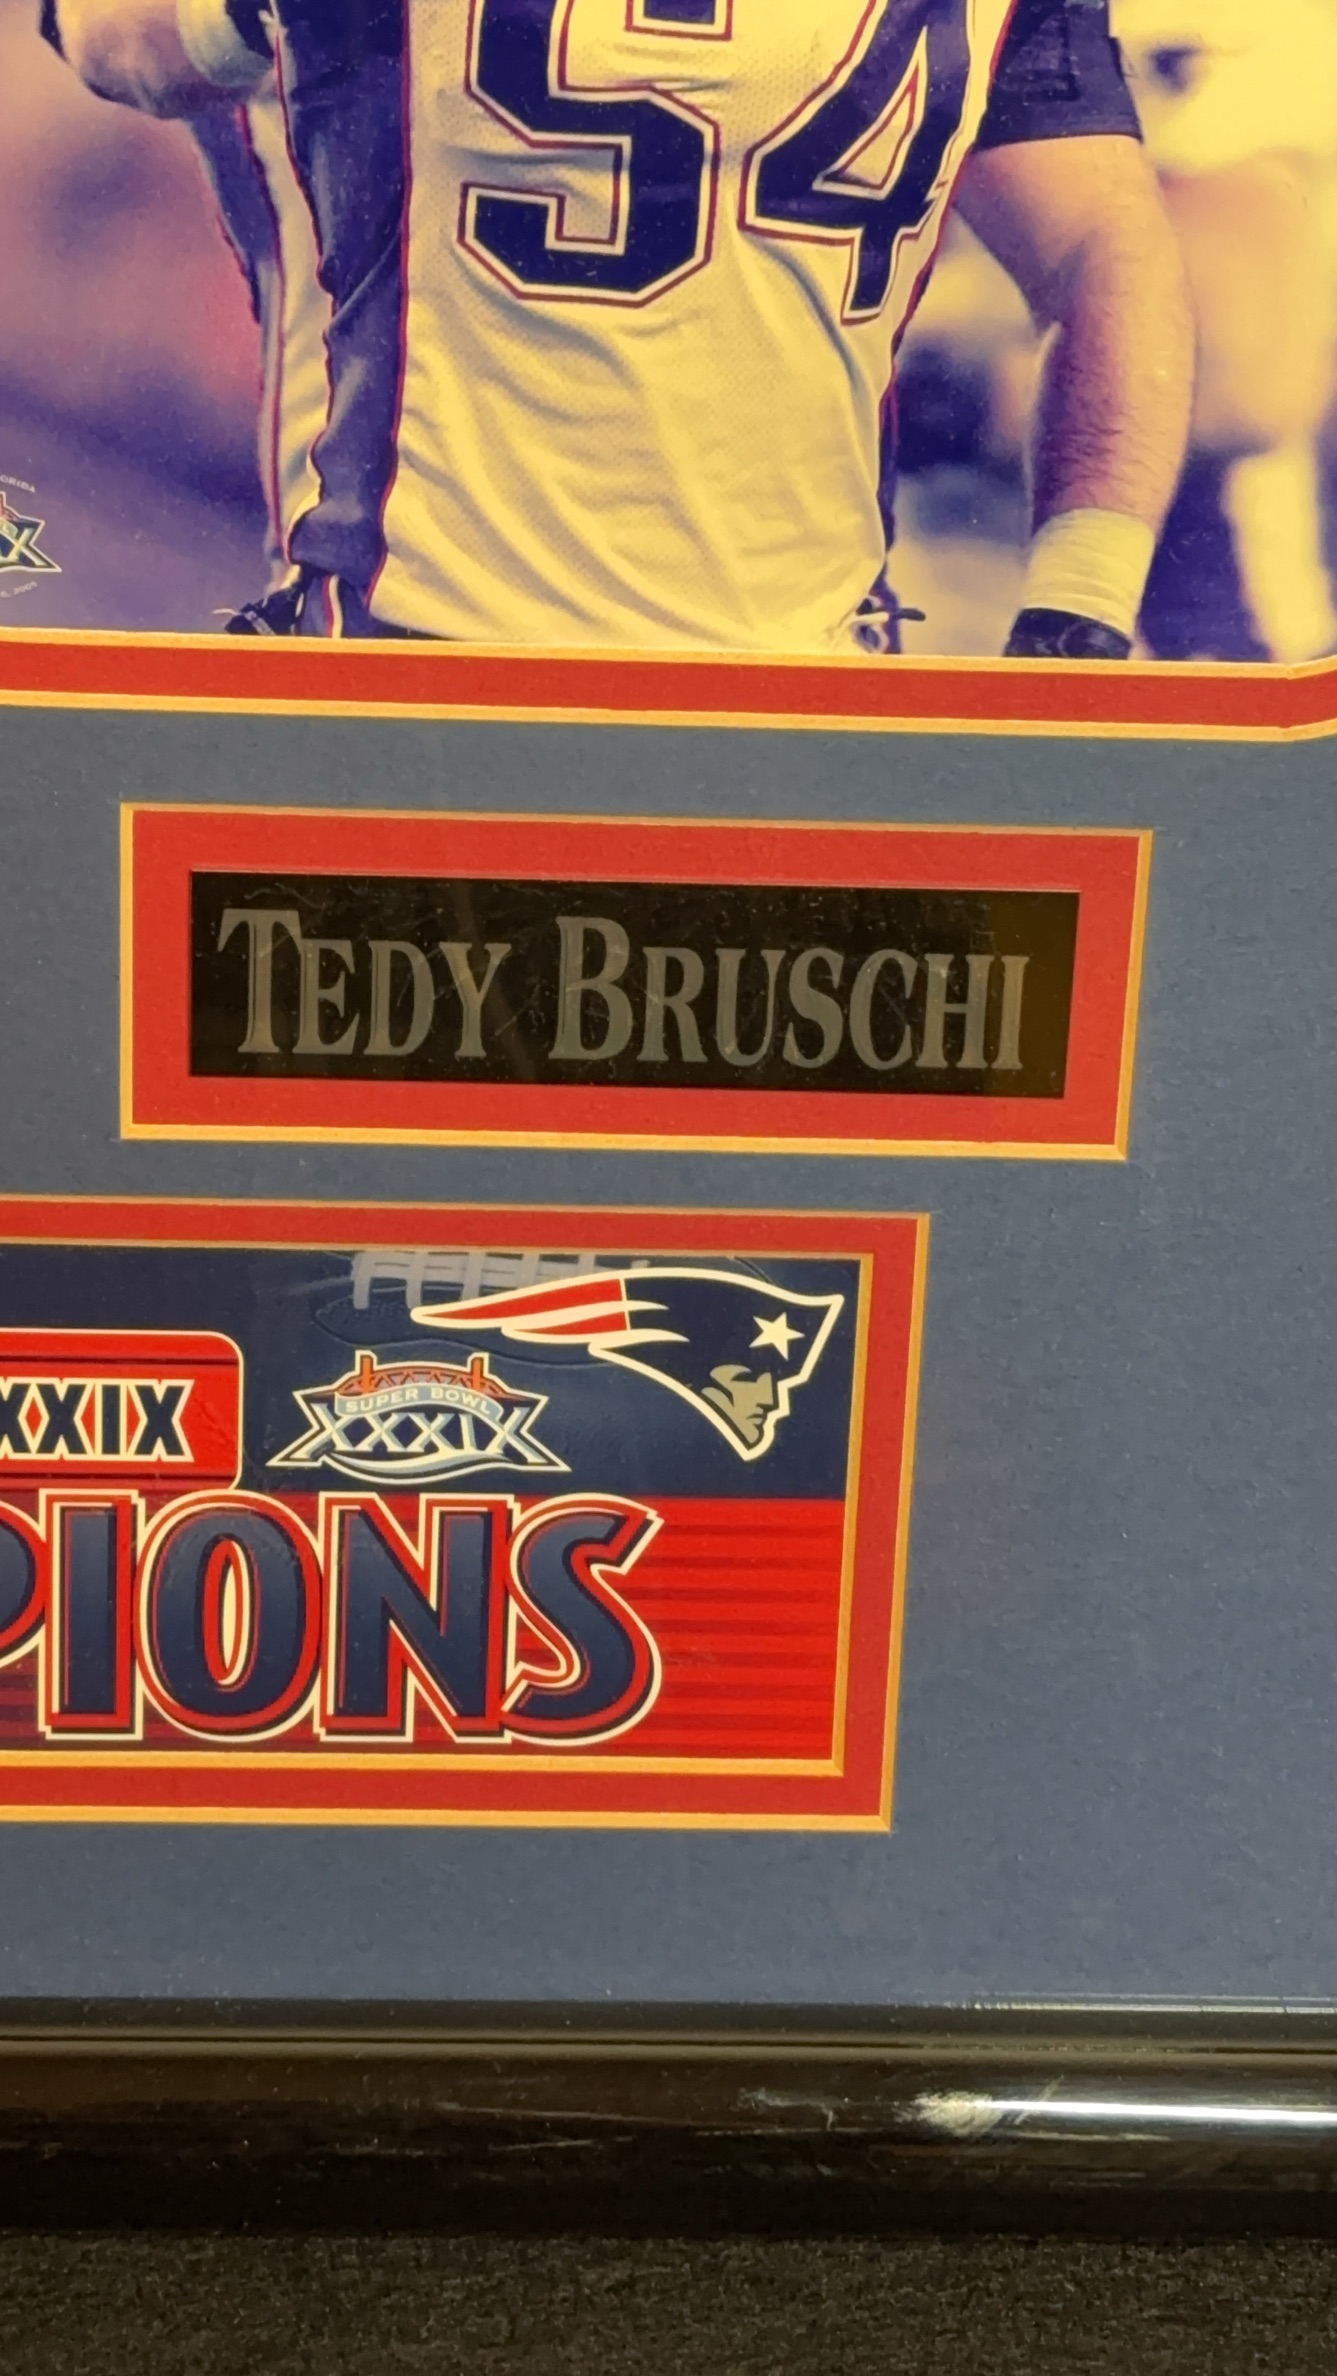 54
TEDY BRUSCHI
XXIX
SUPER BOWL
XXXIX
PIONS